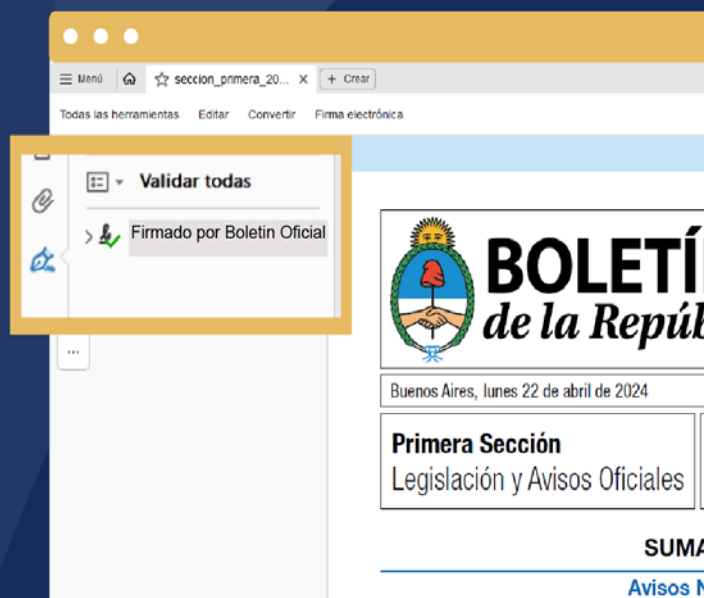 Menú seccion_primera_20... X + Crear
Todas las herramientas Editar Convertir Firma electrónica
Validar todas
Firmado por Boletin Oficial
BOLETÍ
de la Repúb
Buenos Aires, lunes 22 de abril de 2024
Primera Sección
Legislación y Avisos Oficiales
SUMA
Avisos N